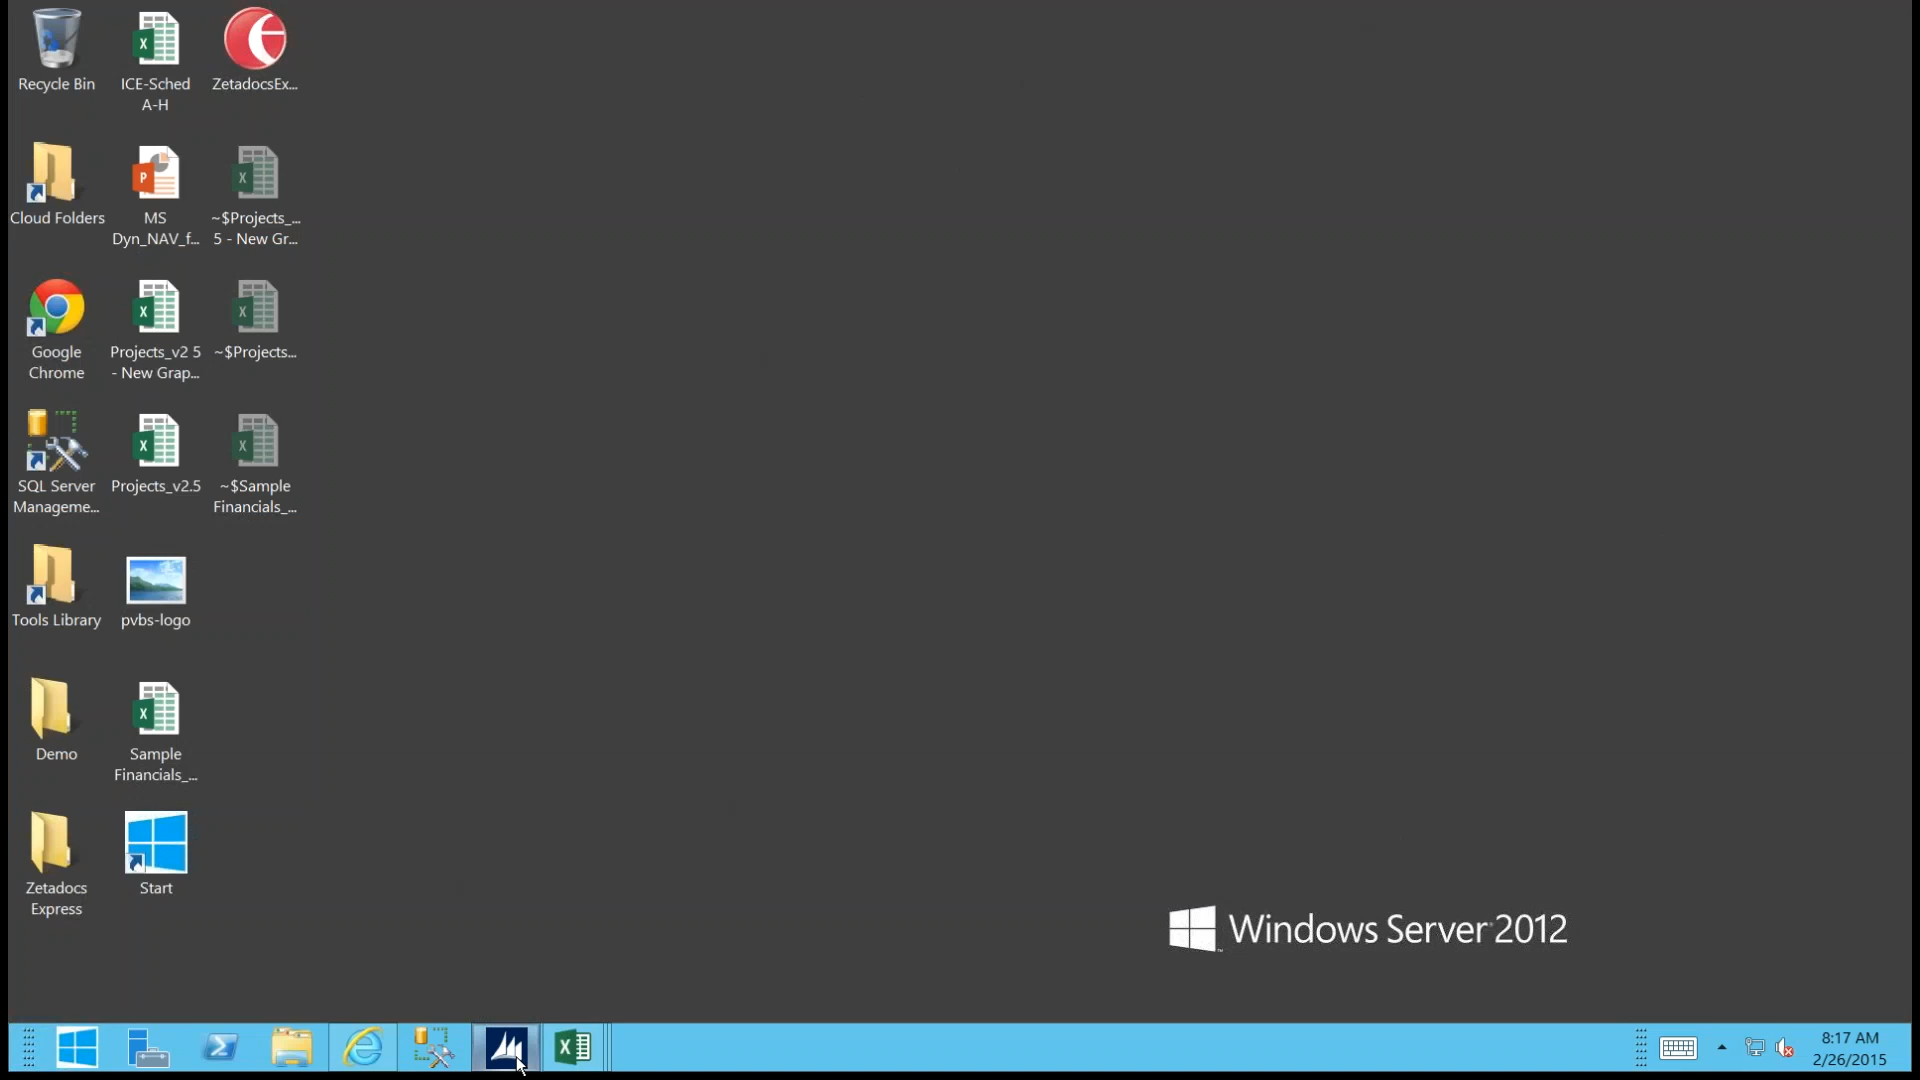 Recycle Bin
ICE-Sched
A-H
ZetadocsEx...
Cloud Folders
MS
Dyn_NAV_f...
~$Projects_...
5 - New Gr...
Google
Chrome
Projects_v2 5
- New Grap...
~$Projects...
SQL Server
Manageme...
Projects_v2.5
~$Sample
Financials_...
Tools Library
pvbs-logo
Demo
Sample
Financials_...
Zetadocs
Express
Start
Windows Server 2012
8:17 AM
2/26/2015